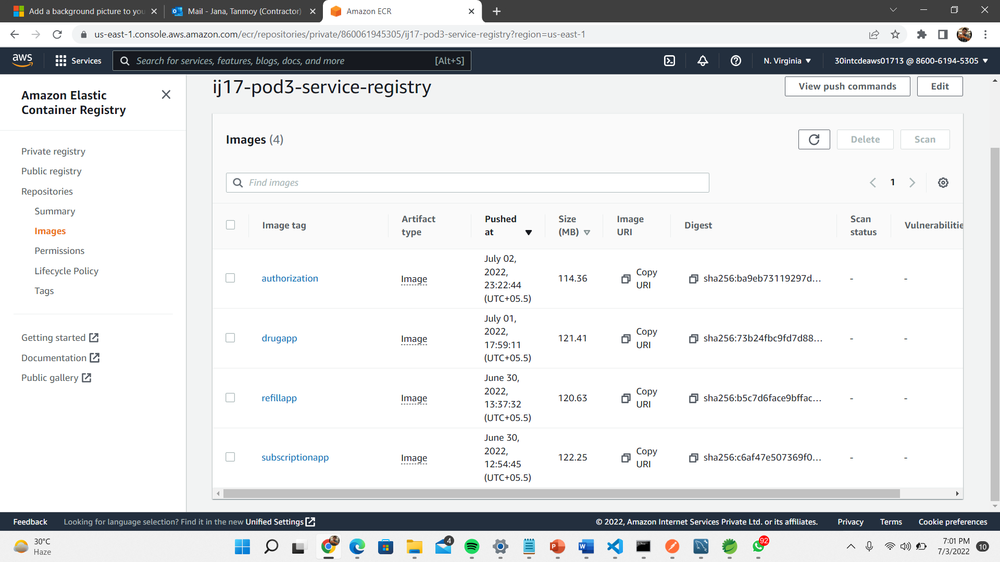 Add a background picture to you
Mail - Jana, Tanmoy (Contractor)
Amazon ECR
us-east-1.console.aws.amazon.com/ecr/repositories/private/860061945305/ij17-pod3-service-registry?region=us-east-1
aws
Services
Search for services, features, blogs, docs, and more
[Alt+S]
N. Virginia
30intcdeaws01713 @ 8600-6194-5305
Amazon Elastic
Container Registry
Private registry
Public registry
Repositories
Summary
Images
Permissions
Lifecycle Policy
Tags
Getting started
Documentation
Public gallery
ij17-pod3-service-registry
View push commands
Edit
Images (4)
Delete
Scan
Find images
1
Image tag
Artifact
type
Pushed
at
Size
(MB)
Image
URI
Digest
Scan
status
Vulnerabilitie
authorization
Image
July 02,
2022,
23:22:44
(UTC+05.5)
114.36
Copy
URI
sha256:ba9eb73119297d...
-
-
drugapp
Image
July 01,
2022,
17:59:11
(UTC+05.5)
121.41
Copy
URI
sha256:73b24fbc9fd7d88...
-
-
refillapp
Image
June 30,
2022,
13:37:32
(UTC+05.5)
120.63
Copy
URI
sha256:b5c7d6face9bffac...
-
-
subscriptionapp
Image
June 30,
2022,
12:54:45
(UTC+05.5)
122.25
Copy
URI
sha256:c6af47e507369f0...
-
-
Feedback
Looking for language selection? Find it in the new Unified Settings
© 2022, Amazon Internet Services Private Ltd. or its affiliates.
Privacy
Terms
Cookie preferences
30°C
Haze
4
92
7:01 PM
7/3/2022
10